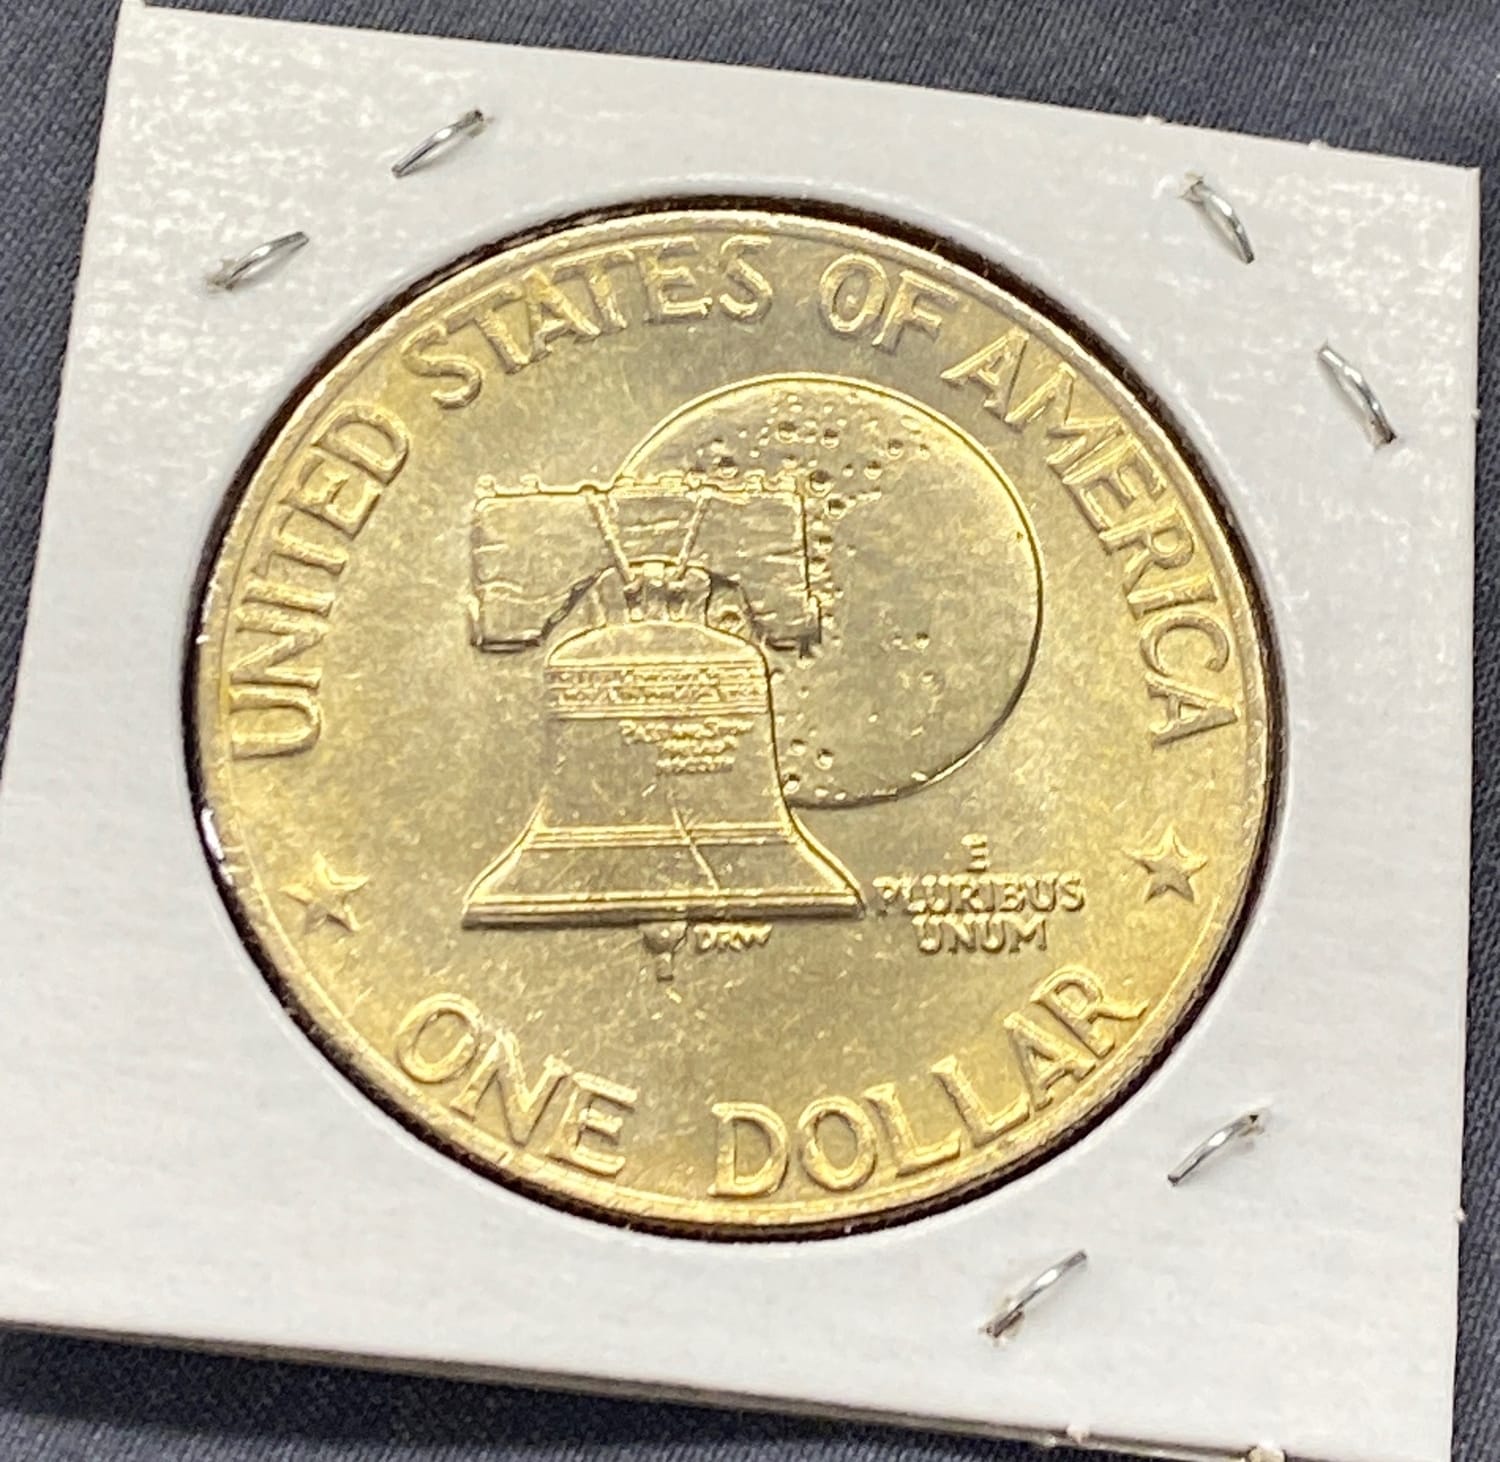 UNITED STATES OF AMERICA
E
PLURIBUS
UNUM
DRW
ONE DOLLAR